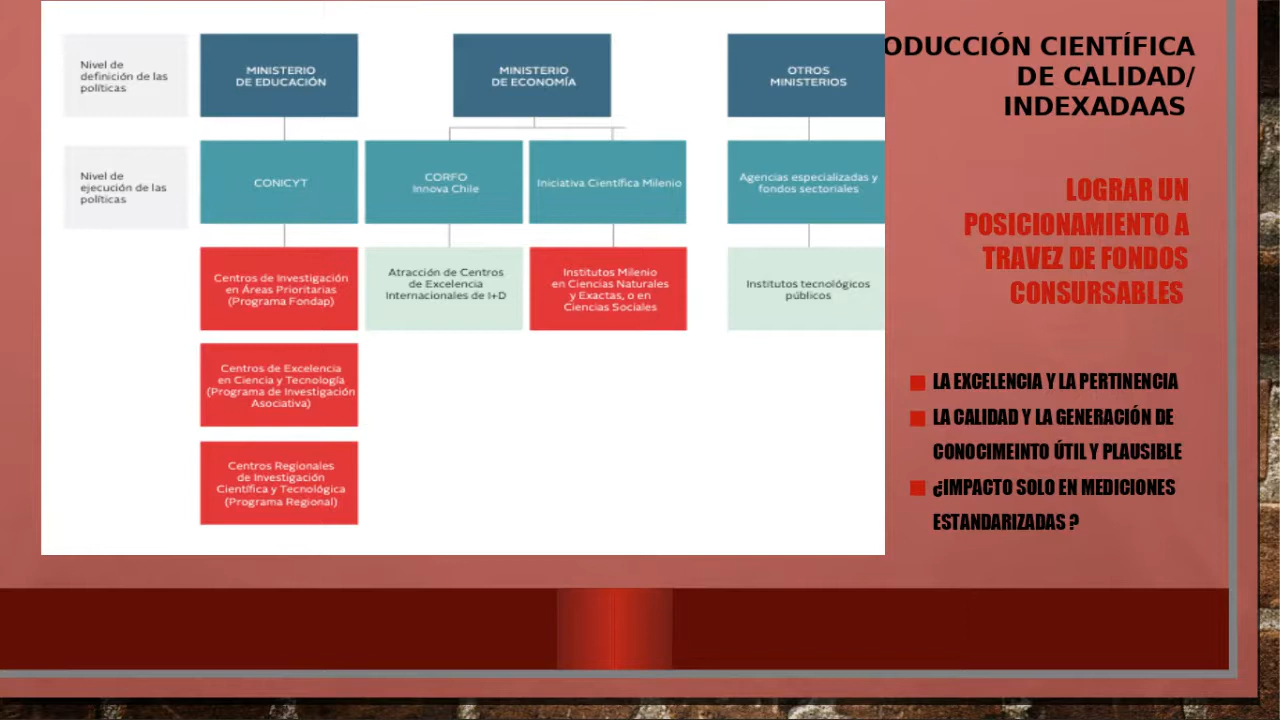 Nivel de
definición de las
políticas
MINISTERIO
DE EDUCACIÓN
MINISTERIO
DE ECONOMÍA
OTROS
MINISTERIOS
Nivel de
ejecución de las
políticas
CONICYT
CORFO
Innova Chile
Iniciativa Científica Milenio
Agencias especializadas y
fondos sectoriales
Centros de Investigación
en Áreas Prioritarias
(Programa Fondap)
Atracción de Centros
de Excelencia
Internacionales de I+D
Institutos Milenio
en Ciencias Naturales
y Exactas, o en
Ciencias Sociales
Institutos tecnológicos
públicos
Centros de Excelencia
en Ciencia y Tecnología
(Programa de Investigación
Asociativa)
Centros Regionales
de Investigación
Científica y Tecnológica
(Programa Regional)
ODUCCIÓN CIENTÍFICA
DE CALIDAD/
INDEXADAAS
LOGRAR UN
POSICIONAMIENTO A
TRAVEZ DE FONDOS
CONSURSABLES
LA EXCELENCIA Y LA PERTINENCIA
LA CALIDAD Y LA GENERACIÓN DE
CONOCIMEINTO ÚTIL Y PLAUSIBLE
¿IMPACTO SOLO EN MEDICIONES
ESTANDARIZADAS ?